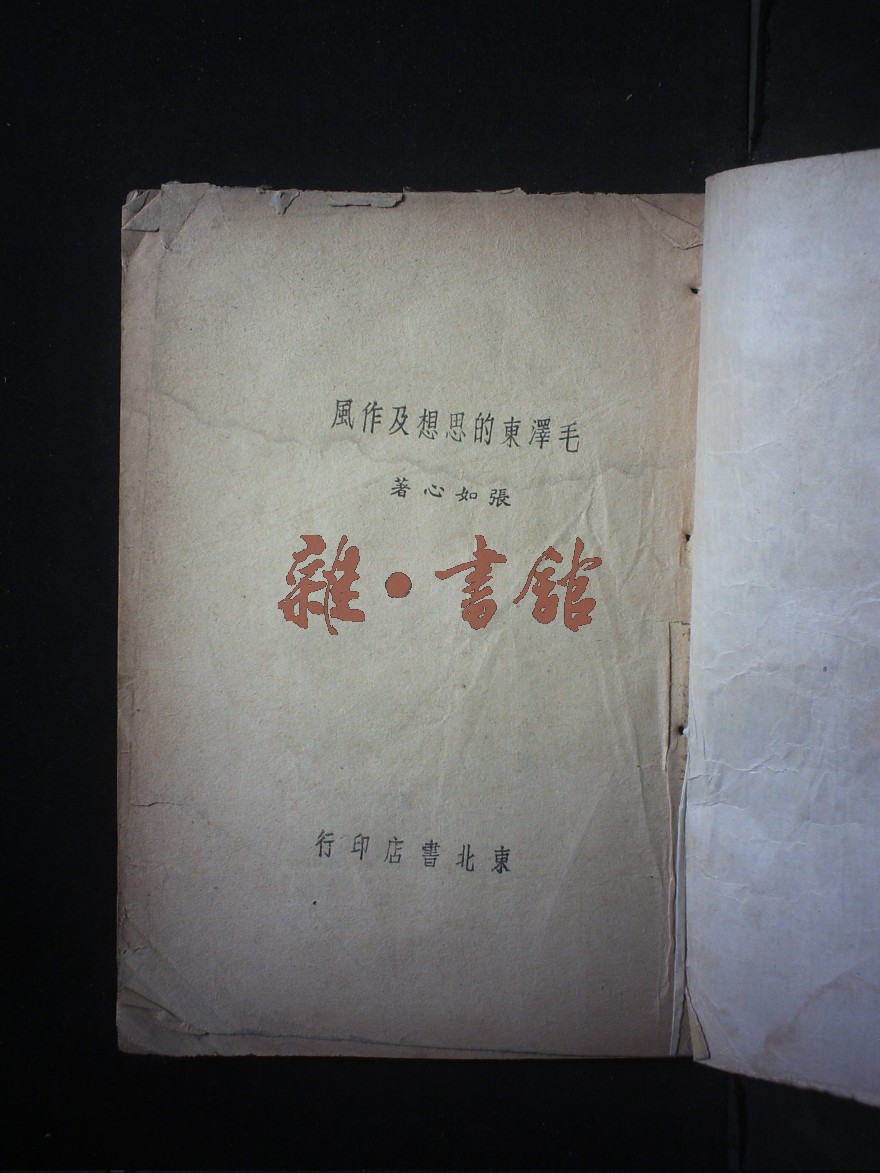 毛澤東的思想及作風
張如心著
雜·書館
東北書店印行